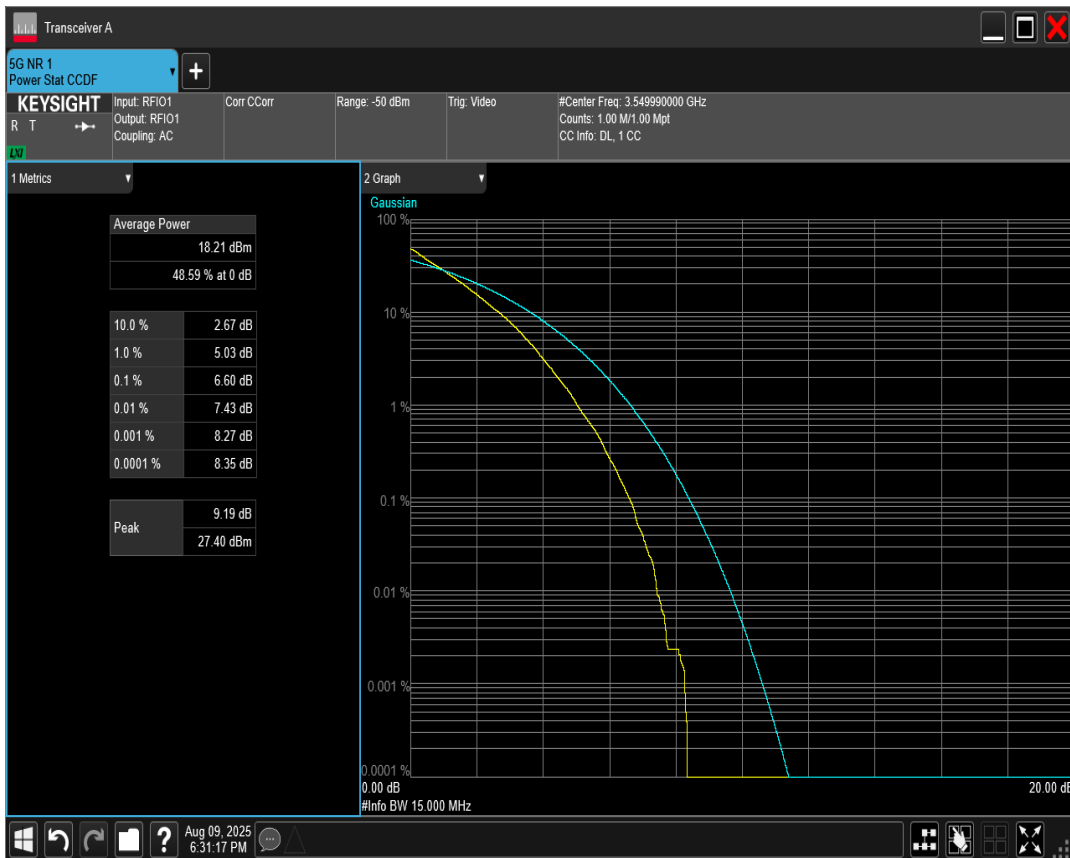 Transceiver A
5G NR 1
Power Stat CCDF
KEYSIGHT
R T
LXI
Input: RFIO1
Output: RFIO1
Coupling: AC
Corr CCorr
Range: -50 dBm
Trig: Video
#Center Freq: 3.549990000 GHz
Counts: 1.00 M/1.00 Mpt
CC Info: DL, 1 CC
1 Metrics
Average Power
18.21 dBm
48.59 % at 0 dB
10.0 % 2.67 dB
1.0 % 5.03 dB
0.1 % 6.60 dB
0.01 % 7.43 dB
0.001 % 8.27 dB
0.0001 % 8.35 dB
Peak
9.19 dB
27.40 dBm
2 Graph
Gaussian
100 %
10 %
1 %
0.1 %
0.01 %
0.001 %
0.0001 %
0.00 dB 20.00 dB
#Info BW 15.000 MHz
?
Aug 09, 2025
6:31:17 PM